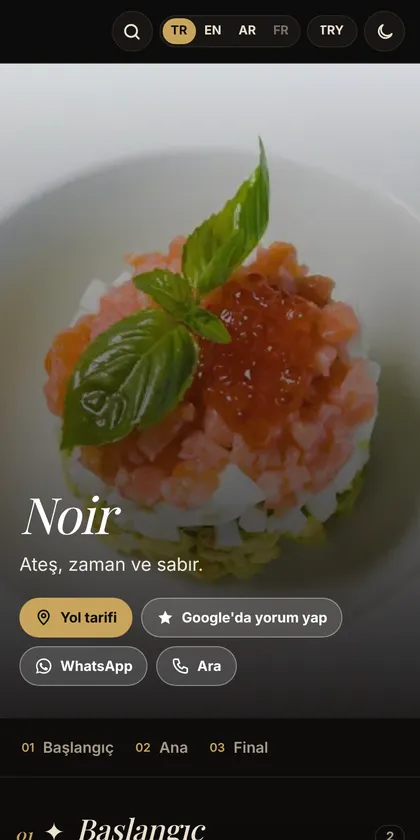 TR EN AR FR TRY
Noir
Ateş, zaman ve sabır.
Yol tarifi Google'da yorum yap
WhatsApp Ara
01 Başlangıç 02 Ana 03 Final
01 Başlangıç 2